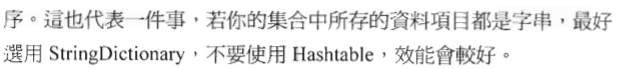 序。這也代表一件事，若你的集合中所存的資料項目都是字串，最好
選用 StringDictionary，不要使用 Hashtable，效能會較好。